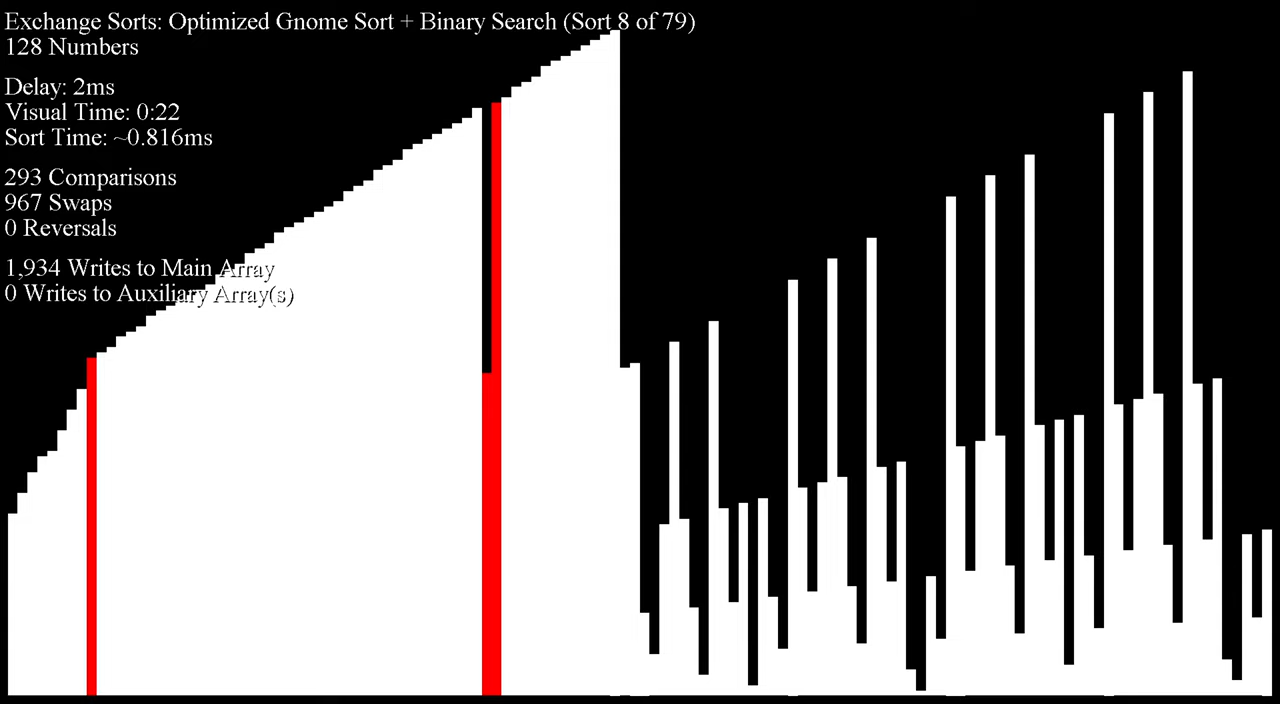 Exchange Sorts: Optimized Gnome Sort + Binary Search (Sort 8 of 79)
128 Numbers
Delay: 2ms
Visual Time: 0:22
Sort Time: ~0.816ms
293 Comparisons
967 Swaps
0 Reversals
1,934 Writes to Main Array
0 Writes to Auxiliary Array(s)